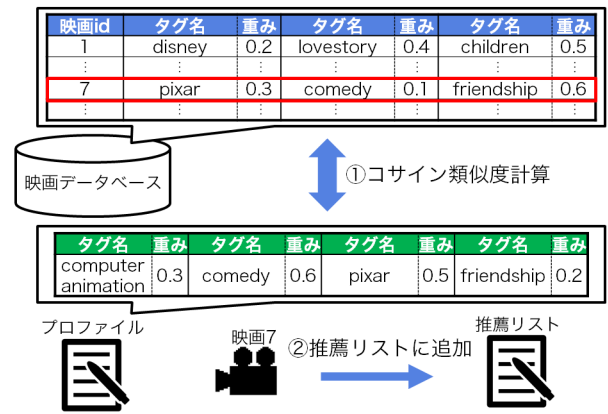 映画id タグ名 重み タグ名 重み タグ名 重み
1 disney 0.2 lovestory 0.4 children 0.5
⋮ ⋮ ⋮ ⋮ ⋮ ⋮ ⋮
7 pixar 0.3 comedy 0.1 friendship 0.6
⋮ ⋮ ⋮ ⋮ ⋮ ⋮ ⋮
映画データベース
①コサイン類似度計算
タグ名 重み タグ名 重み タグ名 重み タグ名 重み
computer
animation 0.3 comedy 0.6 pixar 0.5 friendship 0.2
プロファイル
映画7
②推薦リストに追加
推薦リスト